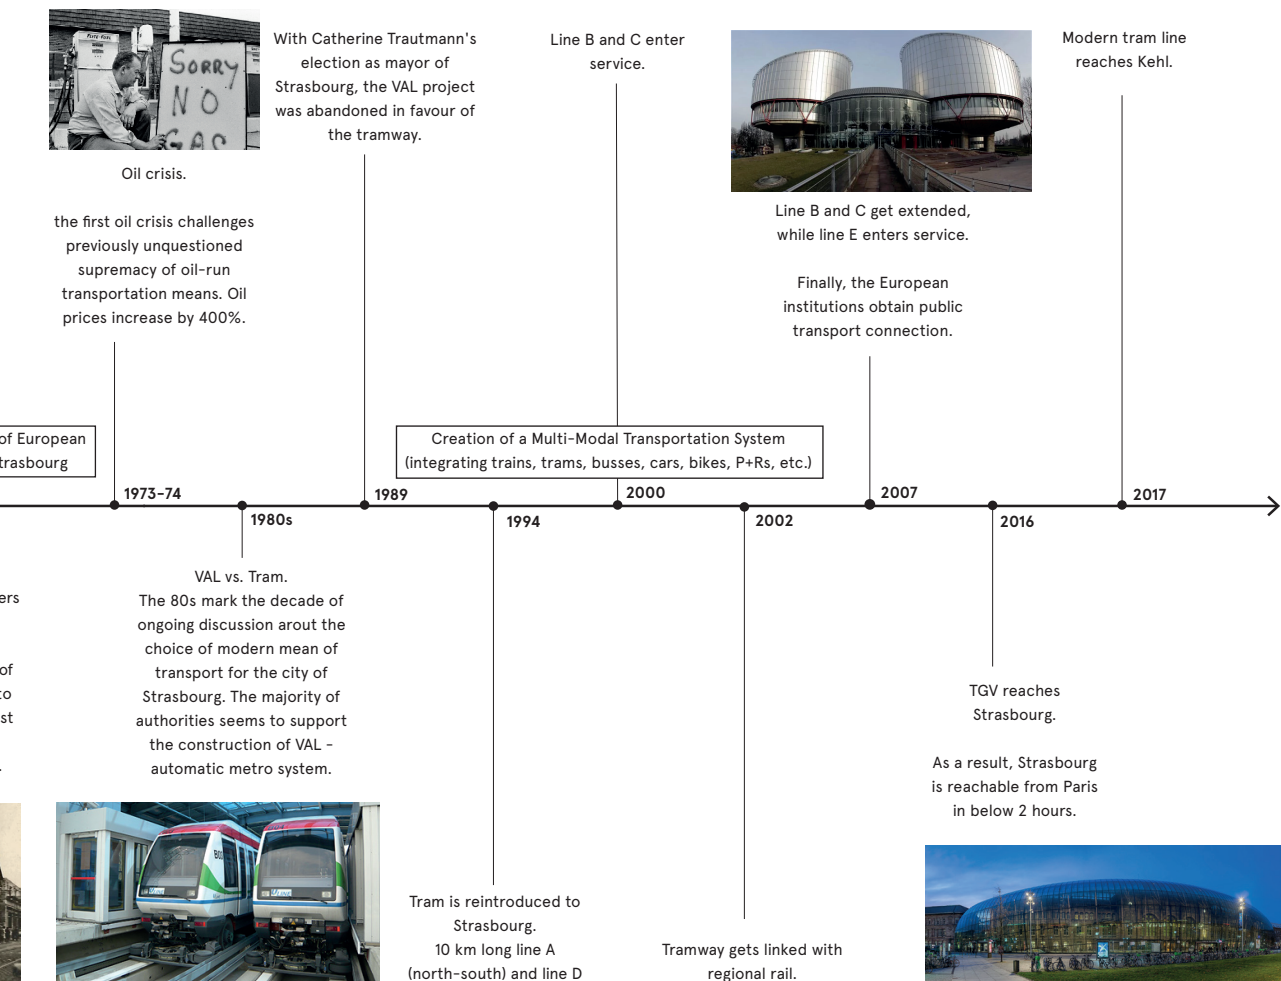 SORRY
NO
GAS
Oil crisis.
the first oil crisis challenges
previously unquestioned
supremacy of oil-run
transportation means. Oil
prices increase by 400%.
With Catherine Trautmann's
election as mayor of
Strasbourg, the VAL project
was abandoned in favour of
the tramway.
Line B and C enter
service.
Line B and C get extended,
while line E enters service.
Finally, the European
institutions obtain public
transport connection.
Modern tram line
reaches Kehl.
of European
trasbourg
Creation of a Multi-Modal Transportation System
(integrating trains, trams, busses, cars, bikes, P+Rs, etc.)
1973-74
1980s
1989
1994
2000
2002
2007
2016
2017
ers
of
to
st
.
VAL vs. Tram.
The 80s mark the decade of
ongoing discussion arout the
choice of modern mean of
transport for the city of
Strasbourg. The majority of
authorities seems to support
the construction of VAL -
automatic metro system.
Tram is reintroduced to
Strasbourg.
10 km long line A
(north-south) and line D
Tramway gets linked with
regional rail.
TGV reaches
Strasbourg.
As a result, Strasbourg
is reachable from Paris
in below 2 hours.